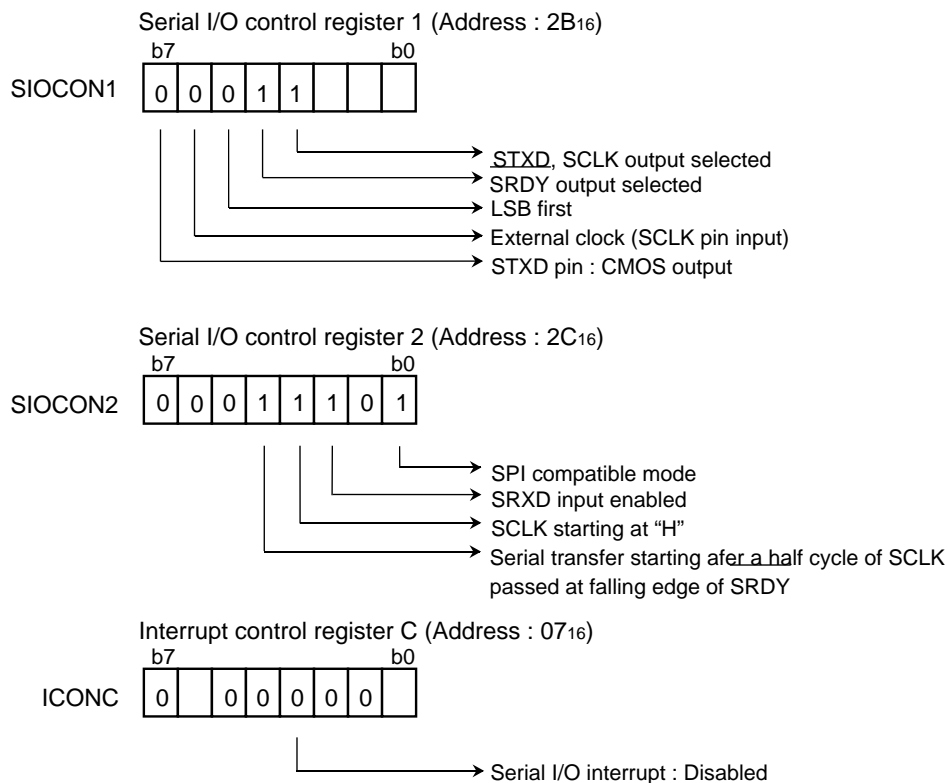 Serial I/O control register 1 (Address : 2B16)
b7 b0
SIOCON1 0 0 0 1 1
STXD, SCLK output selected
SRDY output selected
LSB first
External clock (SCLK pin input)
STXD pin : CMOS output
Serial I/O control register 2 (Address : 2C16)
b7 b0
SIOCON2 0 0 0 1 1 1 0 1
SPI compatible mode
SRXD input enabled
SCLK starting at “H”
Serial transfer starting afer a half cycle of SCLK
passed at falling edge of SRDY
Interrupt control register C (Address : 0716)
b7 b0
ICONC 0 0 0 0 0 0
Serial I/O interrupt : Disabled